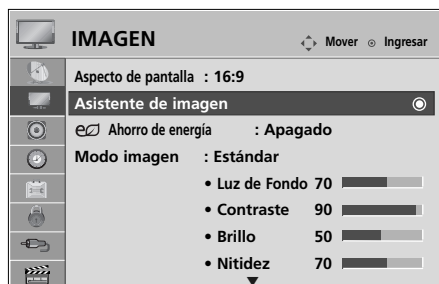 IMAGEN Mover Ingresar
Aspecto de pantalla : 16:9
Asistente de imagen
e Ahorro de energía : Apagado
Modo imagen : Estándar
• Luz de Fondo 70
• Contraste 90
• Brillo 50
• Nitidez 70